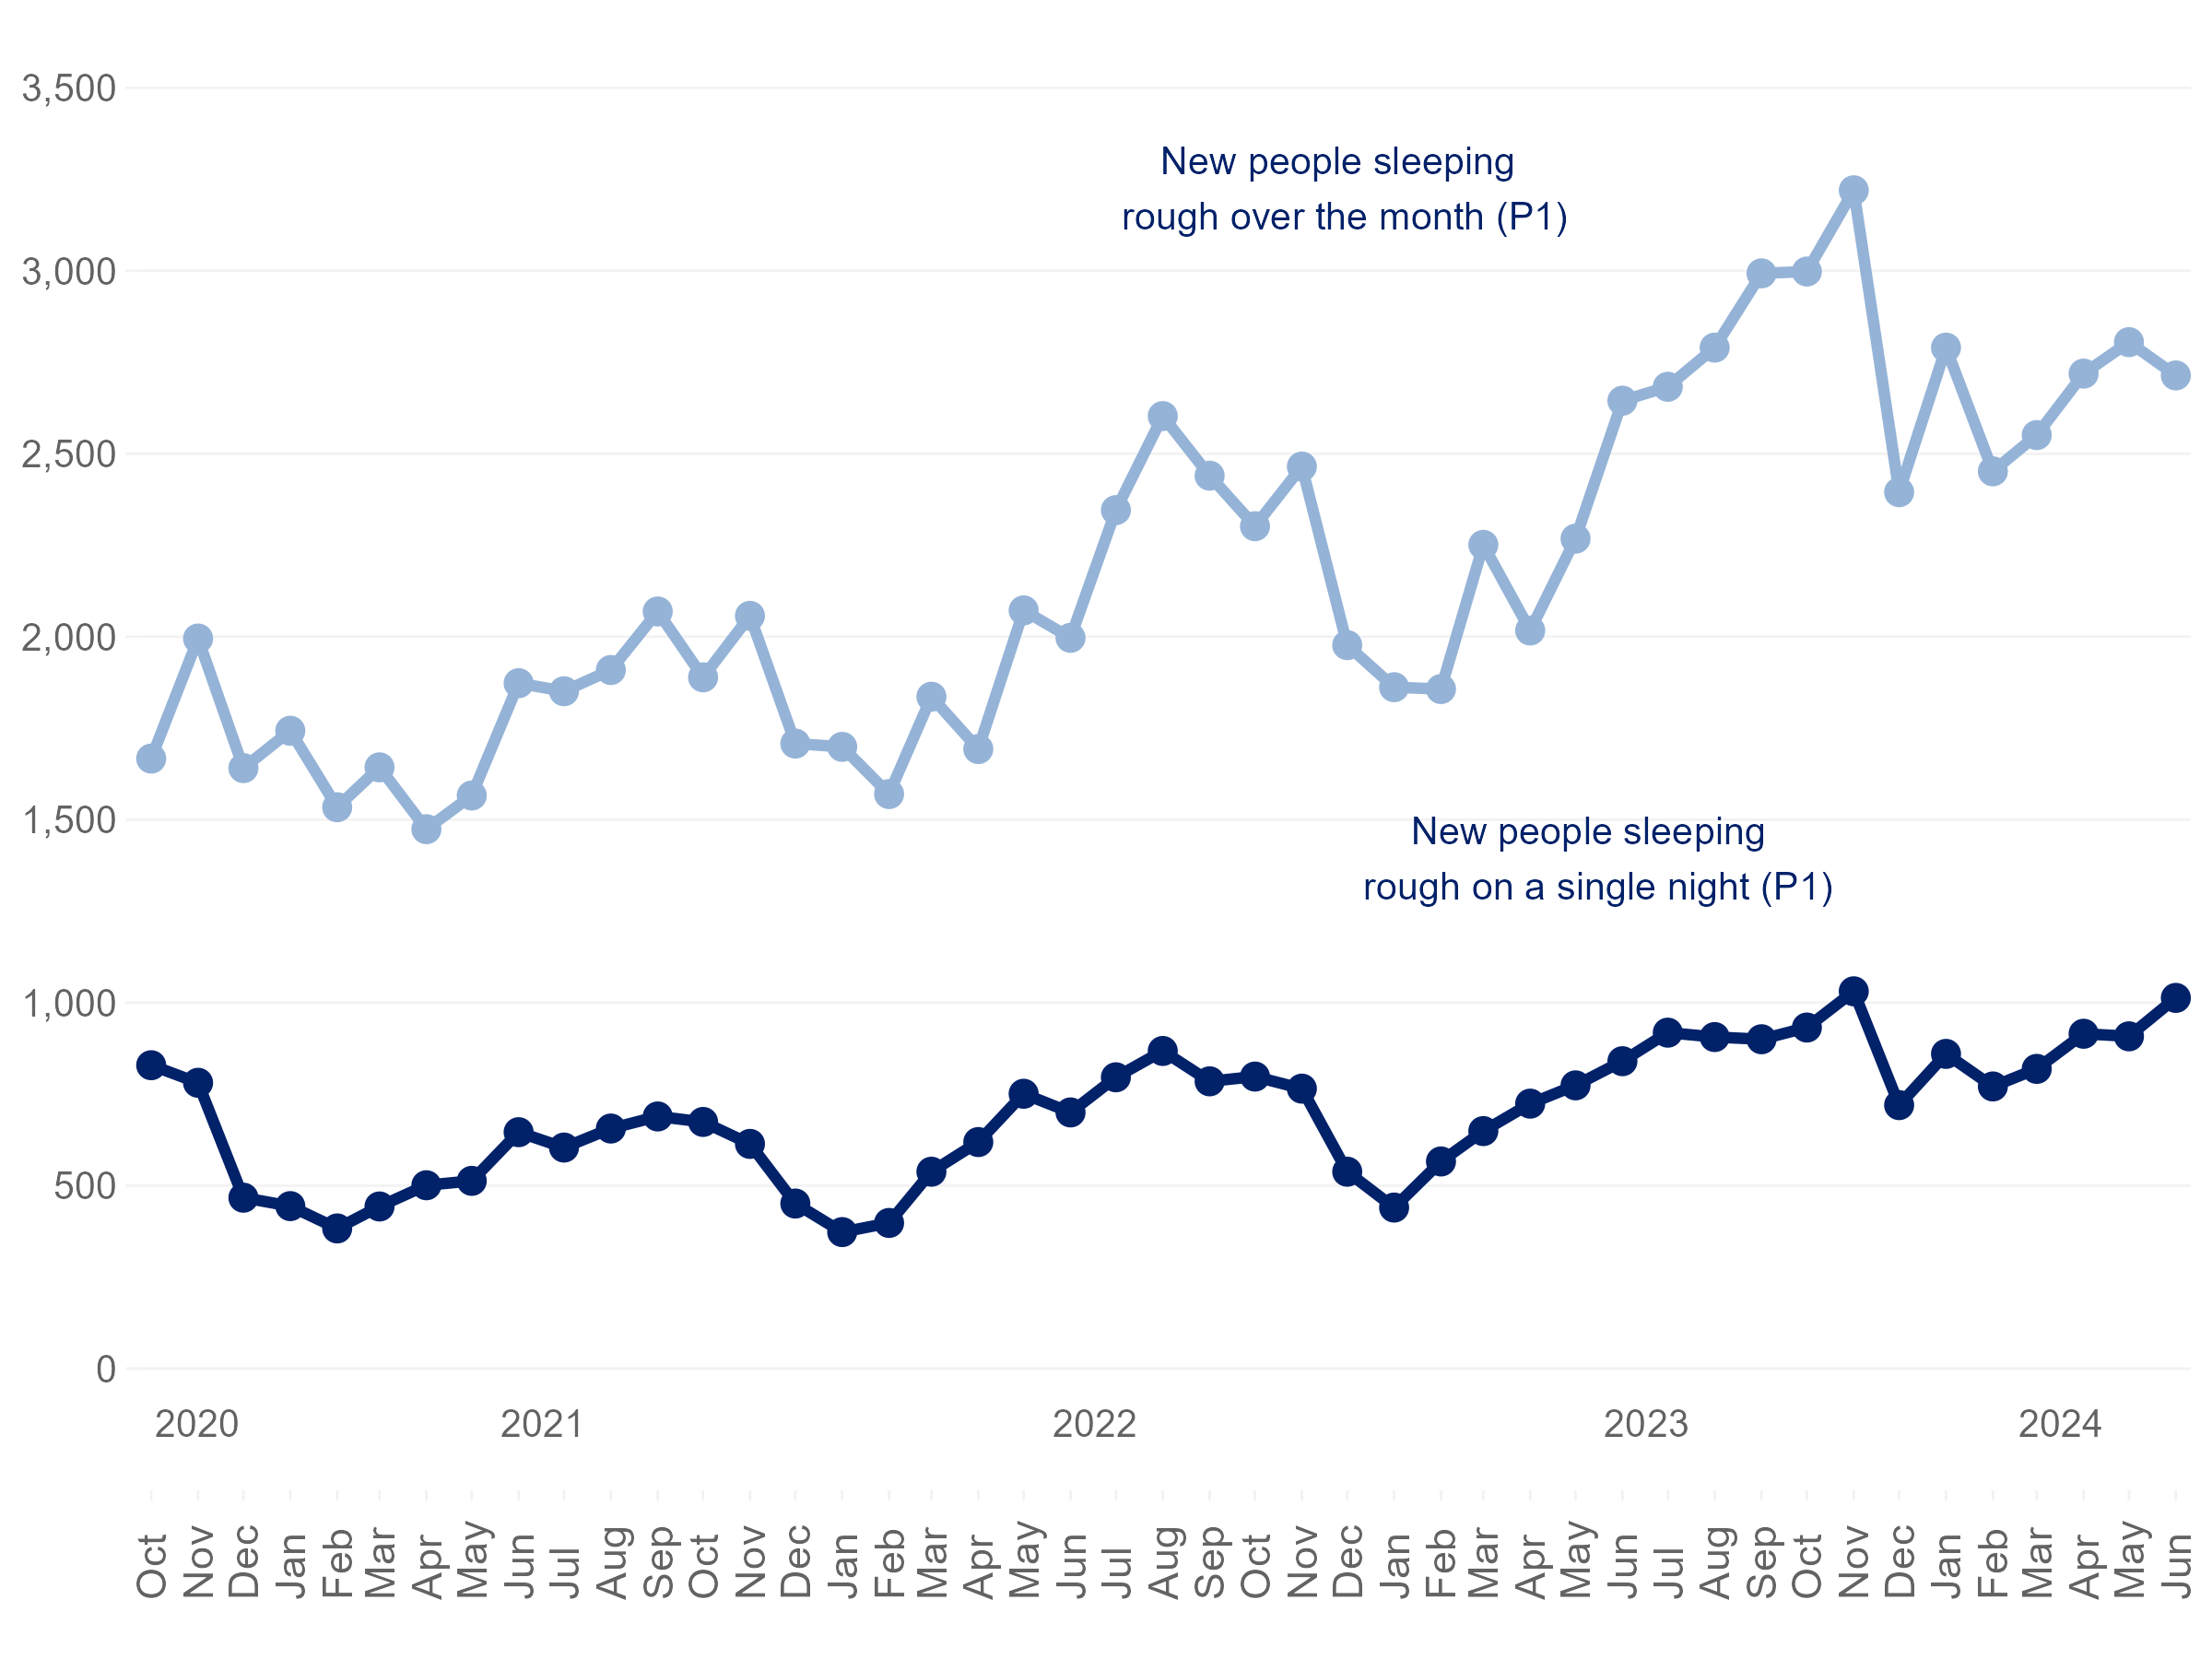 3,500
New people sleeping
rough over the month (P1)
3,000
2,500
2,000
1,500
New people sleeping
rough on a single night (P1)
1,000
500
0
2020 2021 2022 2023 2024
Oct Nov Dec Jan Feb Mar Apr May Jun Jul Aug Sep Oct Nov Dec Jan Feb Mar Apr May Jun Jul Aug Sep Oct Nov Dec Jan Feb Mar Apr May Jun Jul Aug Sep Oct Nov Dec Jan Feb Mar Apr May Jun